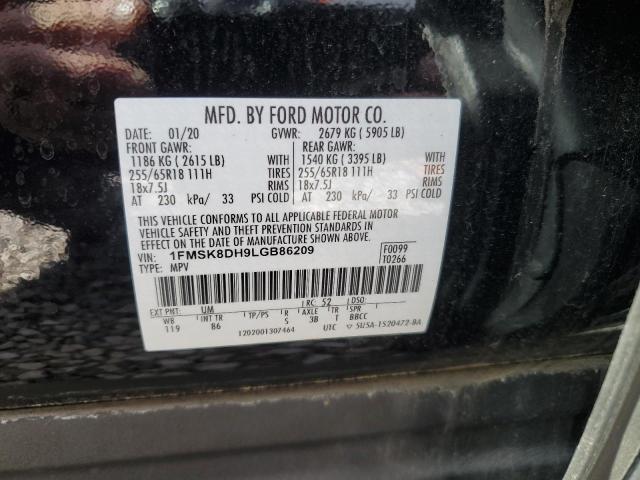 MFD. BY FORD MOTOR CO.
DATE: 01/20 GVWR: 2679 KG ( 5905 LB)
FRONT GAWR: REAR GAWR:
1186 KG ( 2615 LB) 1540 KG ( 3395 LB) WITH
255/65R18 111H 255/65R18 111H TIRES
18x7.5J 18x7.5J RIMS
AT 230 kPa/ 33 PSI COLD AT 230 kPa/ 33 PSI COLD
WITH
TIRES
RIMS
THIS VEHICLE CONFORMS TO ALL APPLICABLE FEDERAL MOTOR
VEHICLE SAFETY AND THEFT PREVENTION STANDARDS IN
EFFECT ON THE DATE OF MANUFACTURE SHOWN ABOVE.
VIN: 1FMSK8DH9LGB86209 F0099
TYPE: MPV T0266
EXT PNT: UM RC: 52 DSO:
WB INT TR TP/PS R AXLE TR SPR
119 86 S 3B T BBCC
1202001307464 UTC 5U5A-1520472-BA